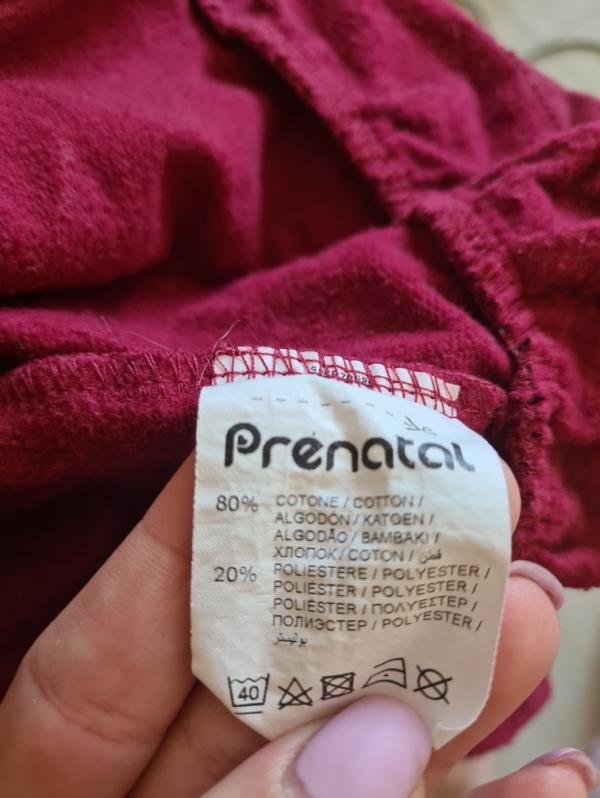 Prénatal
80% COTONE / COTTON /
ALGODÓN / KATOEN /
ALGODÃO / BAMBAKI /
ХЛОПОК / COTON / قطن
20% POLIESTERE / POLYESTER /
POLIÉSTER / POLYESTER /
POLIÉSTER / ΠΟΛΥΕΣΤΕΡ /
ПОЛИЭСТЕР / POLYESTER /
بوليستر
40